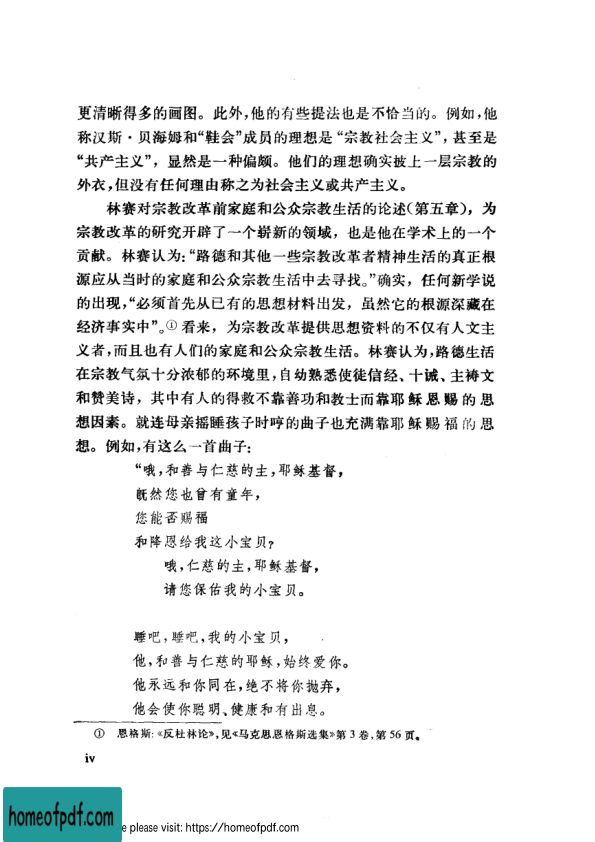 更清晰得多的画图。此外,他的有些提法也是不恰当的。例如,他
称汉斯·贝海姆和“鞋会”成员的理想是“宗教社会主义”,甚至是
“共产主义”,显然是一种偏颇。他们的理想确实披上一层宗教的
外衣,但没有任何理由称之为社会主义或共产主义。
林赛对宗教改革前家庭和公众宗教生活的论述(第五章),为
宗教改革的研究开辟了一个崭新的领域,也是他在学术上的一个
贡献。林赛认为:“路德和其他一些宗教改革者精神生活的真正根
源应从当时的家庭和公众宗教生活中去寻找。”确实,任何新学说
的出现,“必须首先从已有的思想材料出发,虽然它的根源深藏在
经济事实中”。①看来,为宗教改革提供思想资料的不仅有人文主
义者,而且也有人们的家庭和公众宗教生活。林赛认为,路德生活
在宗教气氛十分浓郁的环境里,自幼熟悉使徒信经、十诫、主祷文
和赞美诗,其中有人的得救不靠善功和教士而靠耶稣恩赐的思
想因素。就连母亲摇睡孩子时哼的曲子也充满靠耶稣赐福的思
想。例如,有这么一首曲子:
“哦,和善与仁慈的主,耶稣基督,
既然您也曾有童年,
您能否赐福
和降恩给我这小宝贝?
哦,仁慈的主,耶稣基督,
请您保佑我的小宝贝。
睡吧,睡吧,我的小宝贝,
他,和善与仁慈的耶稣,始终爱你。
他永远和你同在,绝不将你抛弃,
他会使你聪明、健康和有出息。
① 恩格斯:《反杜林论》,见《马克思恩格斯选集》第3卷,第56页。
iv
homeofpdf.com
e please visit: https://homeofpdf.com